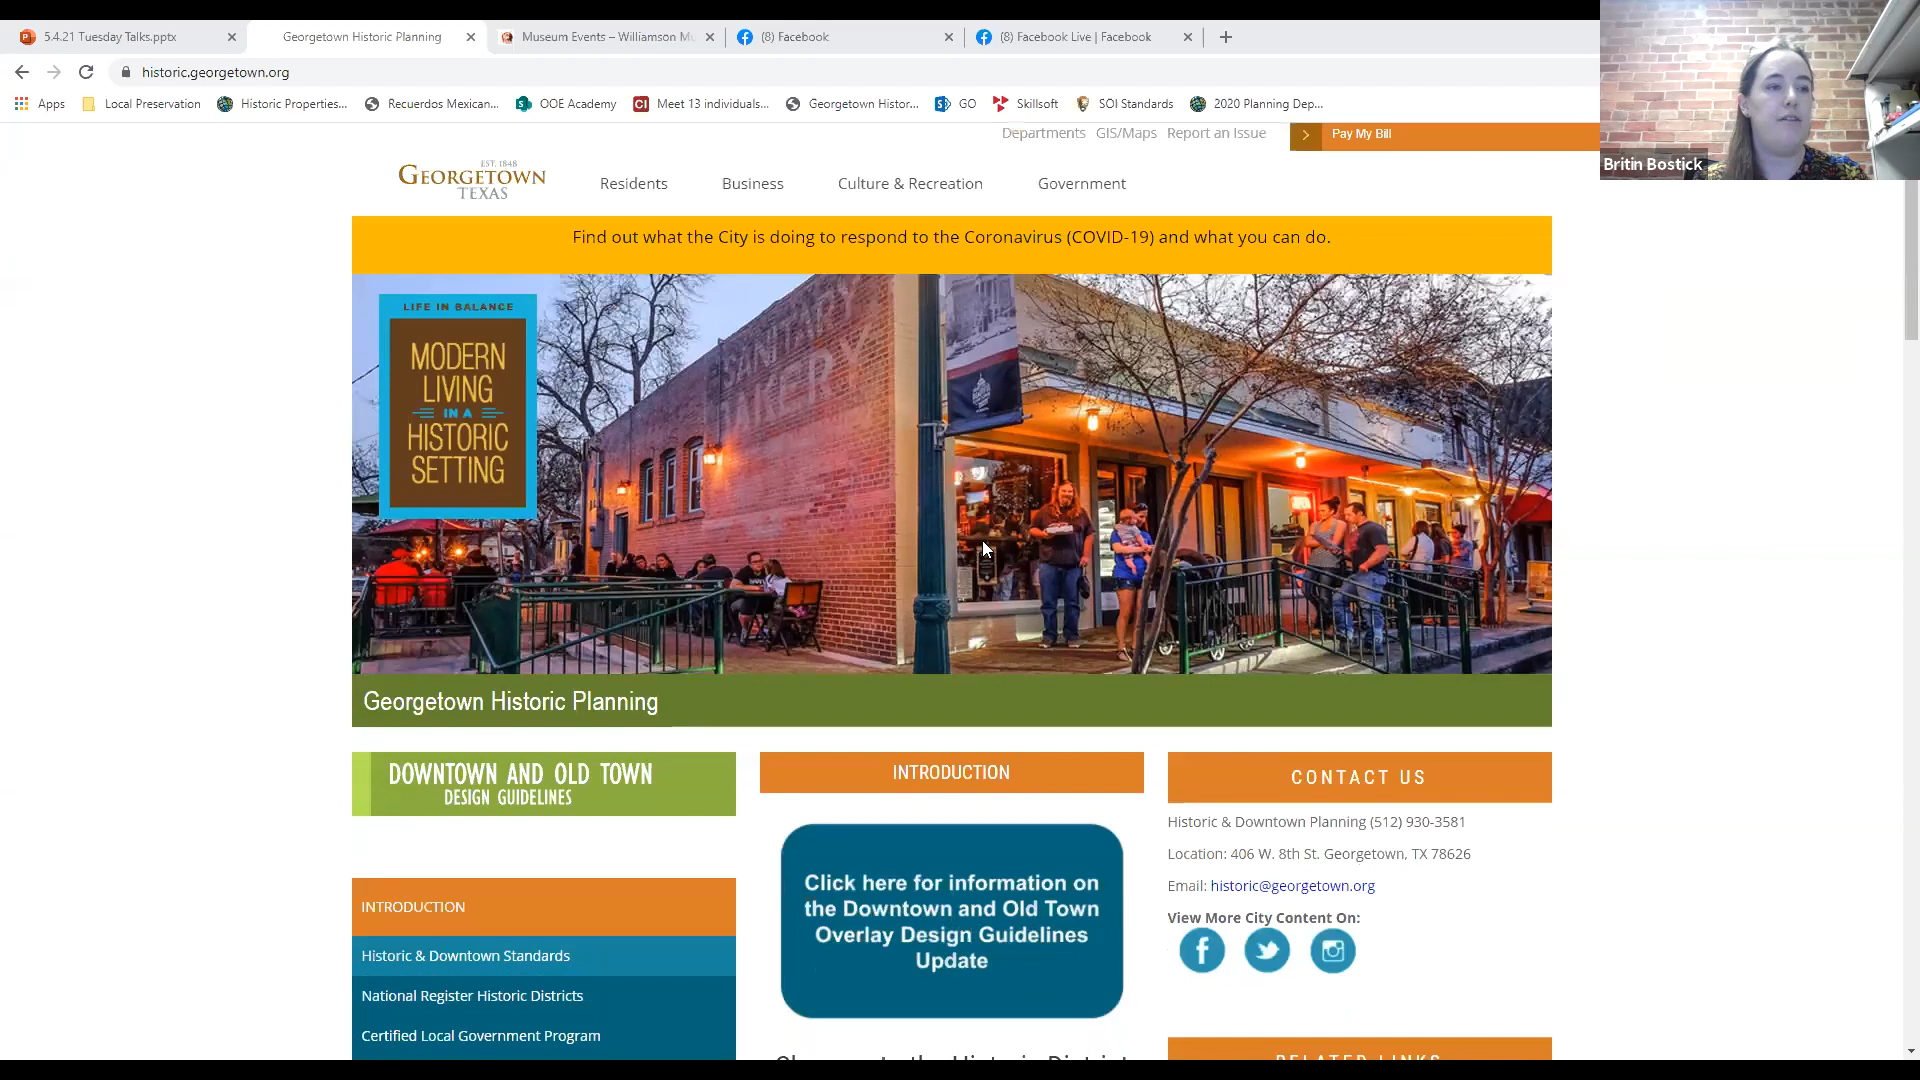 5.4.21 Tuesday Talks.pptx
Georgetown Historic Planning
Museum Events – Williamson Mu
(8) Facebook
(8) Facebook Live | Facebook
historic.georgetown.org
Apps
Local Preservation
Historic Properties...
Recuerdos Mexican...
OOE Academy
CI
Meet 13 individuals...
Georgetown Histor...
GO
Skillsoft
SOI Standards
2020 Planning Dep...
Britin Bostick
Departments GIS/Maps Report an Issue
Pay My Bill
EST. 1848
GEORGETOWN
TEXAS
Residents
Business
Culture & Recreation
Government
Find out what the City is doing to respond to the Coronavirus (COVID-19) and what you can do.
LIFE IN BALANCE
MODERN
LIVING
IN A
HISTORIC
SETTING
Georgetown Historic Planning
DOWNTOWN AND OLD TOWN
DESIGN GUIDELINES
INTRODUCTION
Historic & Downtown Standards
National Register Historic Districts
Certified Local Government Program
INTRODUCTION
Click here for information on
the Downtown and Old Town
Overlay Design Guidelines
Update
CONTACT US
Historic & Downtown Planning (512) 930-3581
Location: 406 W. 8th St. Georgetown, TX 78626
Email: historic@georgetown.org
View More City Content On:
RELATED LINKS